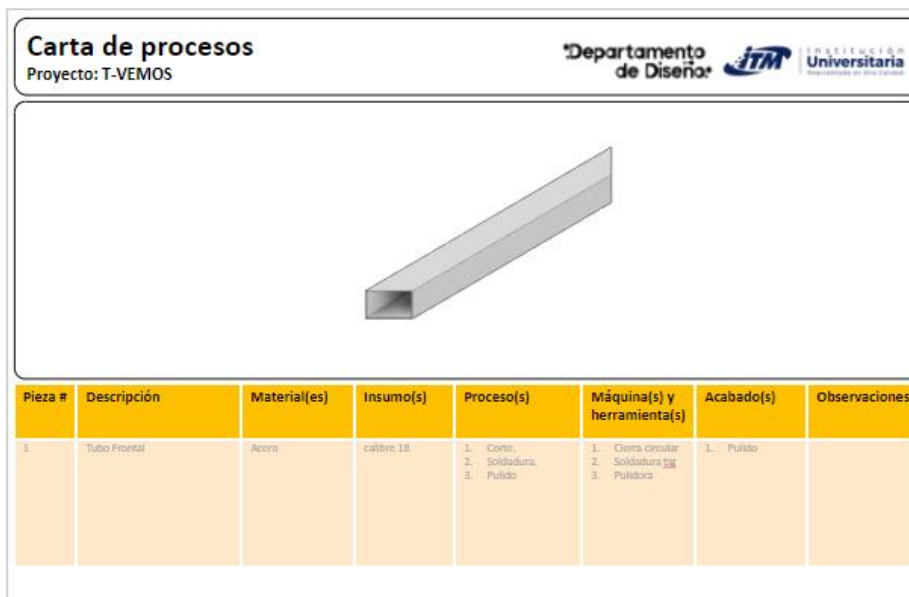 Carta de procesos
Proyecto: T-VEMOS
*Departamento
de Diseño*
iTM
Institución
Universitaria
Pieza #
Descripción
Material(es)
Insumo(s)
Proceso(s)
Máquina(s) y
herramienta(s)
Acabado(s)
Observaciones
1
Tubo Frontal
Acero
calibre 18
1. Corte.
2. Soldadura.
3. Pulido
1. Cierra circular
2. Soldadura tig
3. Pulidora
1. Pulido